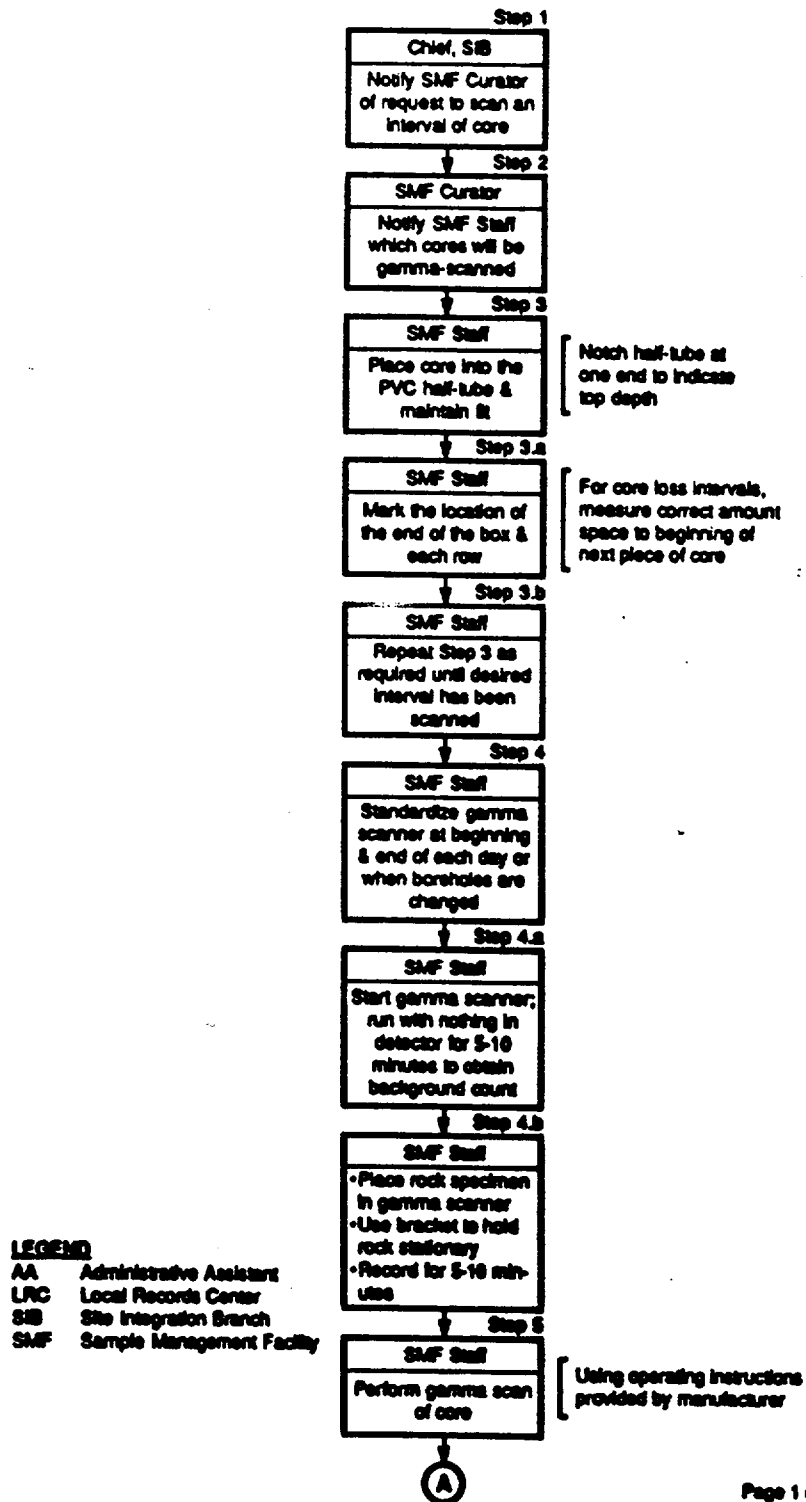 Step 1
Chief, SIB
Notify SMF Curator
of request to scan an
interval of core
Step 2
SMF Curator
Notify SMF Staff
which cores will be
gamma-scanned
Step 3
SMF Staff
Place core into the
PVC half-tube &
maintain fit
Notch half-tube at
one end to indicate
top depth
Step 3.a
SMF Staff
Mark the location of
the end of the box &
each row
For core loss intervals,
measure correct amount
space to beginning of
next piece of core
Step 3.b
SMF Staff
Repeat Step 3 as
required until desired
interval has been
scanned
Step 4
SMF Staff
Standardize gamma
scanner at beginning
& end of each day or
when boreholes are
changed
Step 4.a
SMF Staff
Start gamma scanner;
run with nothing in
detector for 5-10
minutes to obtain
background count
Step 4.b
SMF Staff
•Place rock specimen
in gamma scanner
•Use bracket to hold
rock stationary
•Record for 5-10 min-
utes
LEGEND
AA Administrative Assistant
LRC Local Records Center
SIB Site Integration Branch
SMF Sample Management Facility
Step 5
SMF Staff
Perform gamma scan
of core
Using operating instructions
provided by manufacturer
A
Page 1